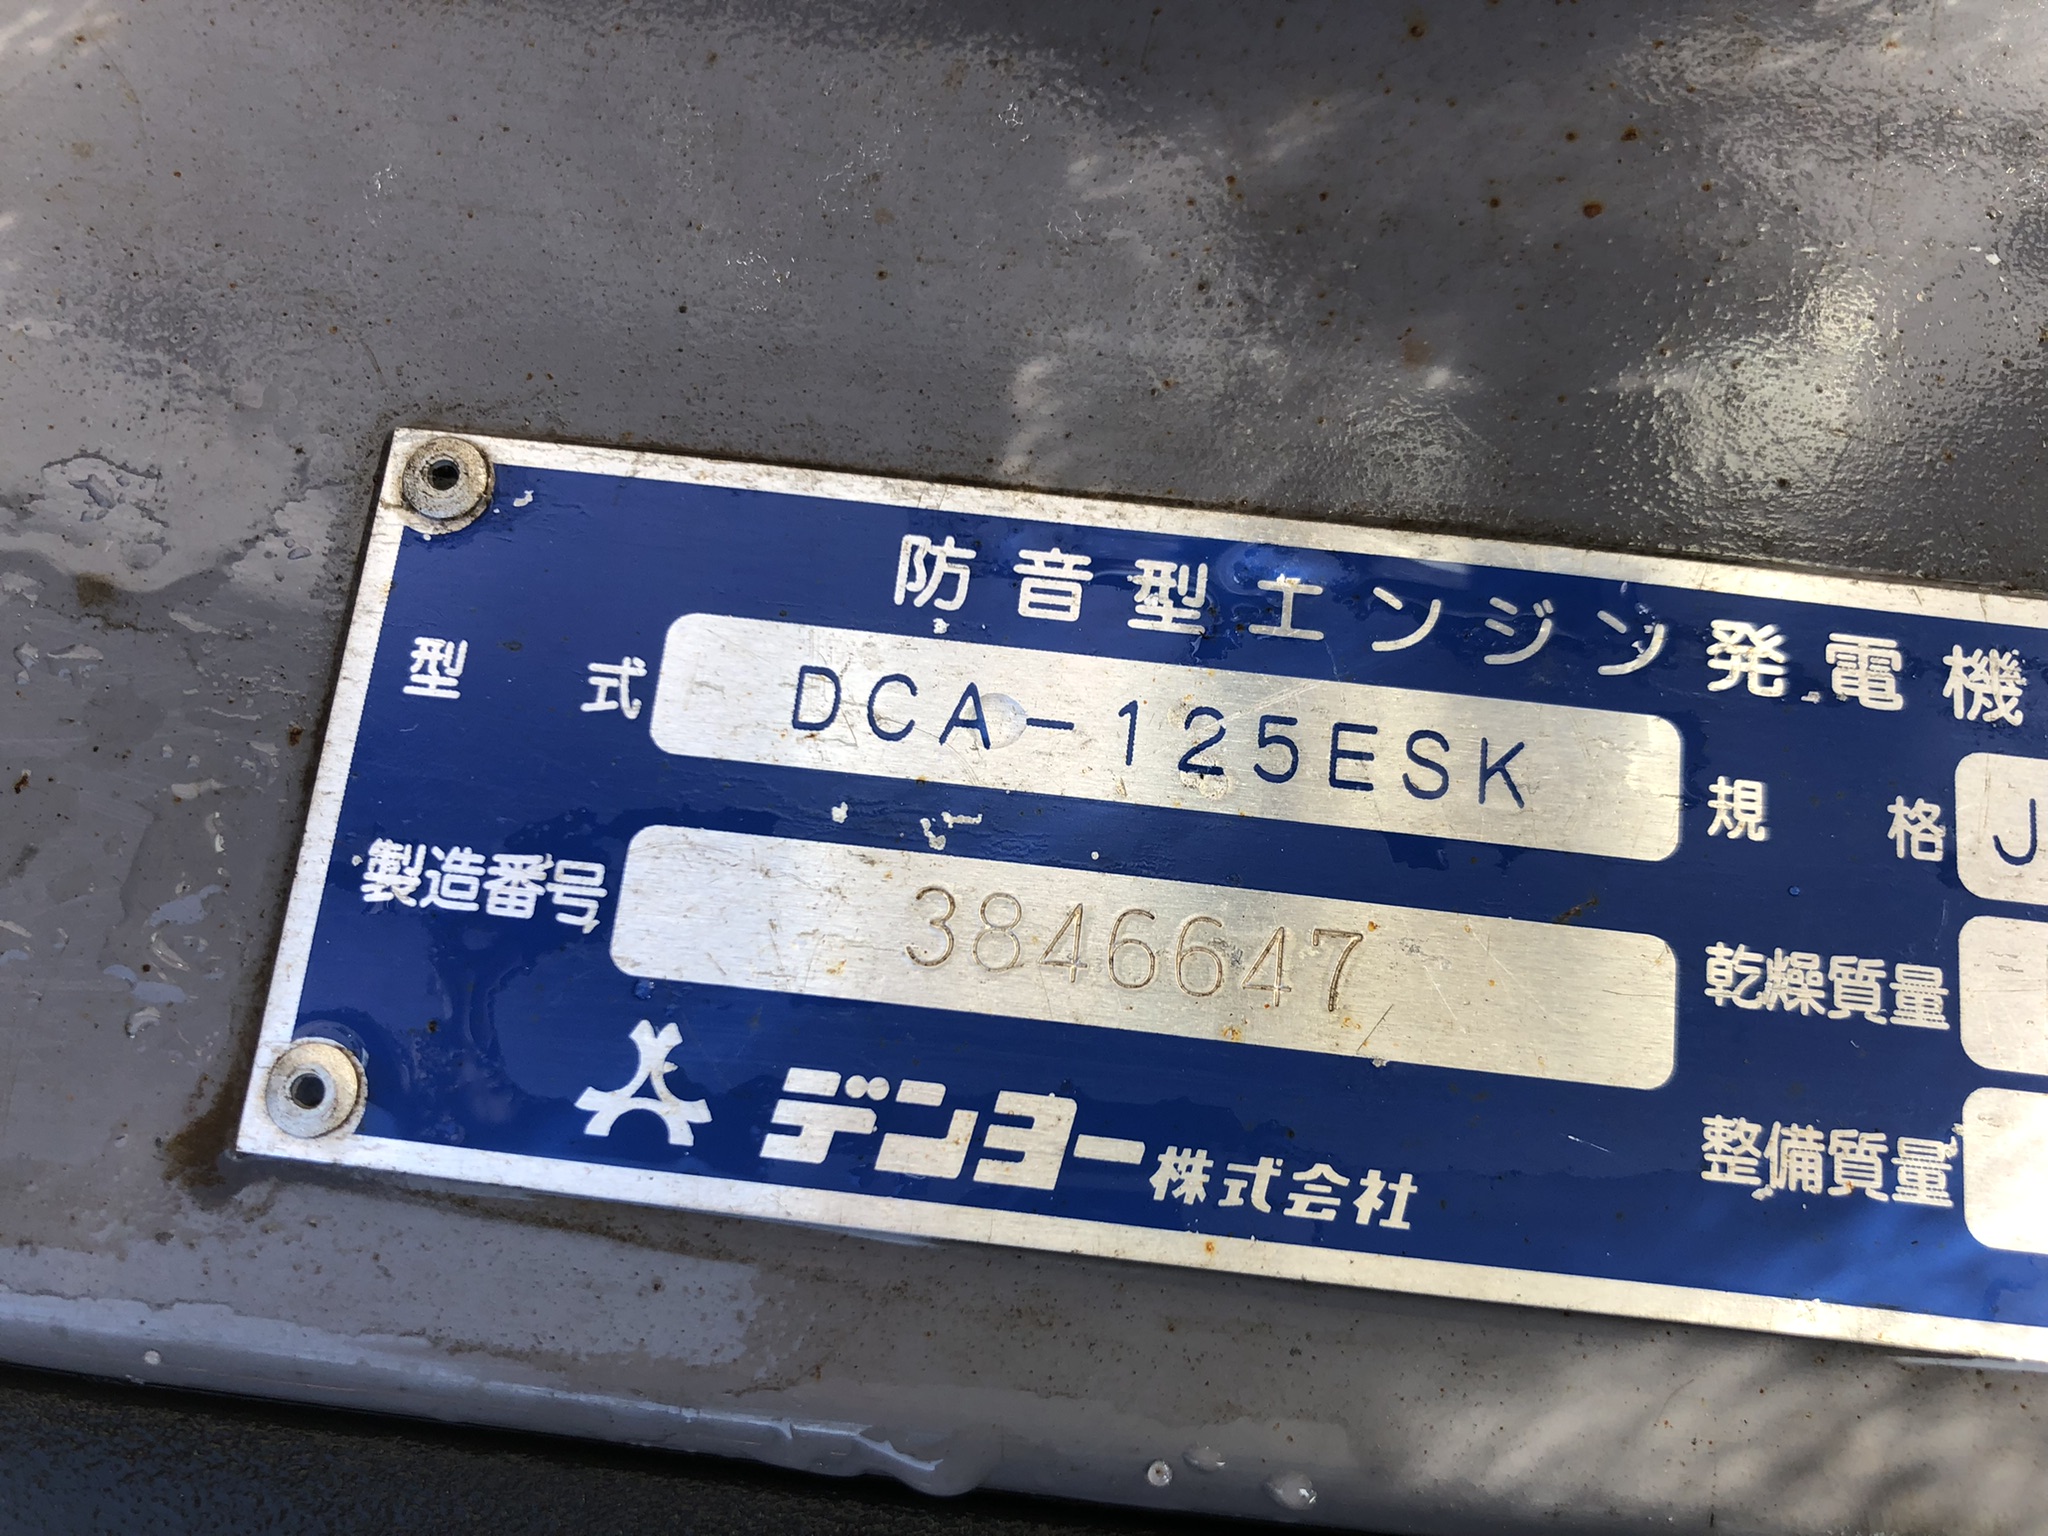 防音型エンジン発電機
型式 DCA-125ESK 規格 J
製造番号 3846647 乾燥質量
整備質量
デンヨー株式会社